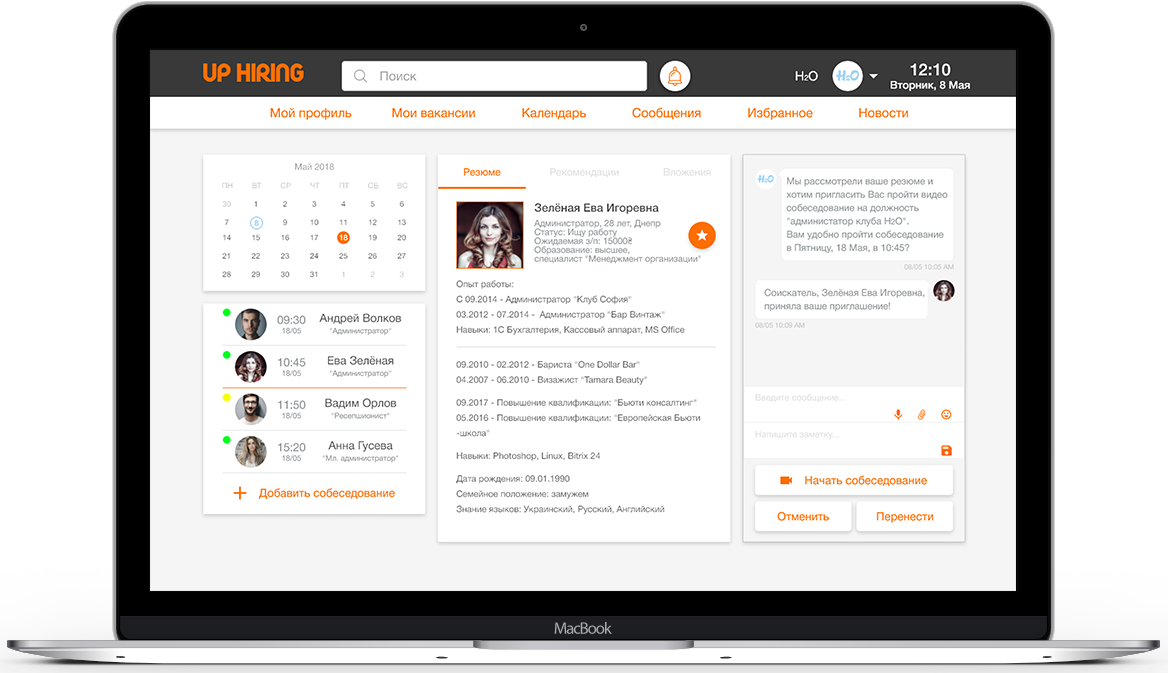 UP HIRING
Поиск
H2O
H2O
12:10
Вторник, 8 Мая
Мой профиль
Мои вакансии
Календарь
Сообщения
Избранное
Новости
Май 2018
ПН ВТ СР ЧТ ПТ СБ ВС
30 1 2 3 4 5 6
7 8 9 10 11 12 13
14 15 16 17 18 19 20
21 22 23 24 25 26 27
28 29 30 31 1 2 3
09:30 Андрей Волков
18/05 "Администратор"
10:45 Ева Зелёная
18/05 "Администратор"
11:50 Вадим Орлов
18/05 "Ресепшионист"
15:20 Анна Гусева
18/05 "Мл. администратор"
+ Добавить собеседование
Резюме
Рекомендации
Вложения
Зелёная Ева Игоревна
Администратор, 28 лет, Днепр
Статус: Ищу работу
Ожидаемая з/п: 15000₴
Образование: высшее,
специалист "Менеджмент организации"
Опыт работы:
С 09.2014 - Администратор "Клуб София"
03.2012 - 07.2014 - Администратор "Бар Винтаж"
Навыки: 1С Бухгалтерия, Кассовый аппарат, MS Office
09.2010 - 02.2012 - Бариста "One Dollar Bar"
04.2007 - 06.2010 - Визажист "Tamara Beauty"
09.2017 - Повышение квалификации: "Бьюти консалтинг"
05.2016 - Повышение квалификации: "Европейская Бьюти
-школа"
Навыки: Photoshop, Linux, Bitrix 24
Дата рождения: 09.01.1990
Семейное положение: замужем
Знание языков: Украинский, Русский, Английский
H2O
Мы рассмотрели ваше резюме и
хотим пригласить Вас пройти видео
собеседование на должность
"админстатор клуба H2O".
Вам удобно пройти собеседование
в Пятницу, 18 Мая, в 10:45?
08/05 10:05 AM
Соискатель, Зелёная Ева Игоревна,
приняла ваше приглашение!
08/05 10:09 AM
Введите сообщение...
Напишите заметку...
Начать собеседование
Отменить
Перенести
MacBook